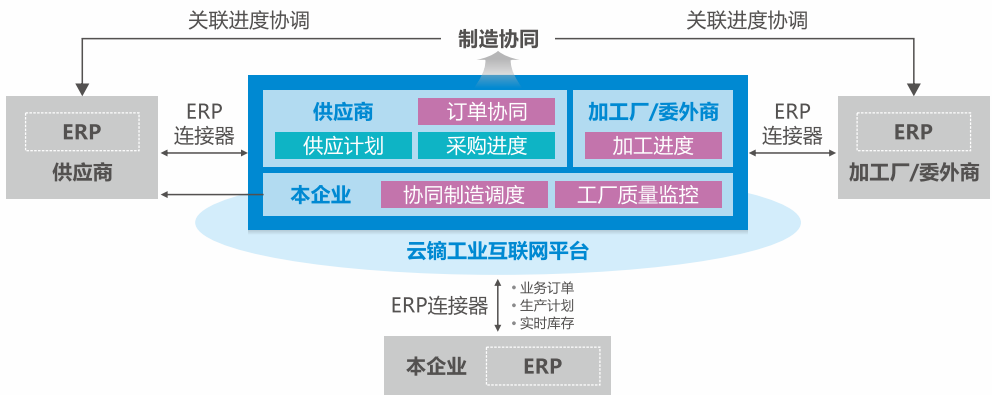 关联进度协调
关联进度协调
制造协同
ERP
供应商
ERP
连接器
供应商
订单协同
供应计划
采购进度
加工厂/委外商
加工进度
本企业
协同制造调度
工厂质量监控
ERP
连接器
ERP
加工厂/委外商
云镝工业互联网平台
ERP连接器
• 业务订单
• 生产计划
• 实时库存
本企业
ERP